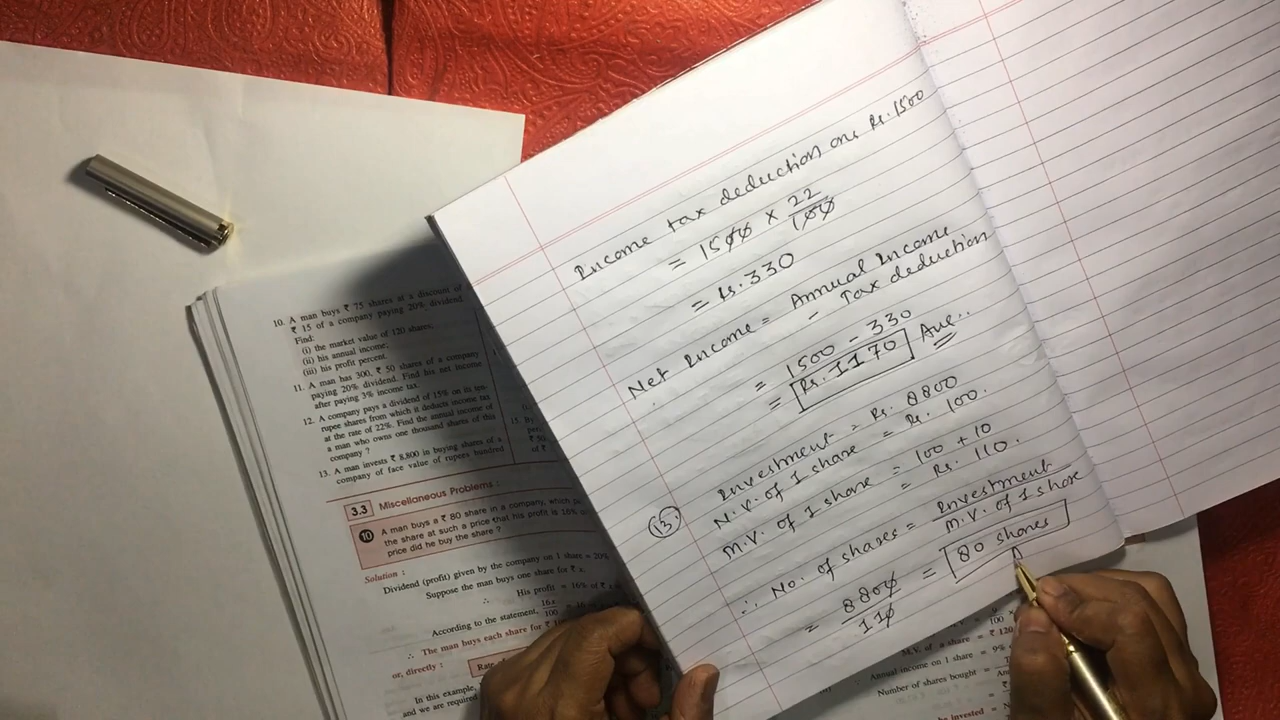 Income tax deduction on Rs. 1500
= 1500 × 22/100
= Rs. 330
Net Income = Annual Income
- Tax deduction
= 1500 - 330
= Rs. 1170 Ans..
(13.) Investment = Rs. 8800
N.V. of 1 share = Rs. 100.
M.V. of 1 share = 100 + 10
= Rs. 110.
∴ No. of shares = Investment / M.V. of 1 share
= 8800/110 = 80 shares
10. A man buys ₹ 75 shares at a discount of
₹ 15 of a company paying 20% dividend.
Find:
(i) the market value of 120 shares;
(ii) his annual income;
(iii) his profit percent.
11. A man has 300, ₹ 50 shares of a company
paying 20% dividend. Find his net income
after paying 3% income tax.
12. A company pays a dividend of 15% on its ten-
rupee shares from which it deducts income tax
at the rate of 22%. Find the annual income of
a man who owns one thousand shares of this
company ?
13. A man invests ₹ 8,800 in buying shares of a
company of face value of rupees hundred
15.
3.3 Miscellaneous Problems :
10 A man buys a ₹ 80 share in a company, which
the share at such a price that his profit is 16%
price did he buy the share ?
Solution :
Dividend (profit) given by the company on 1 share = 20%
Suppose the man buys one share for ₹ x.
∴ His profit = 16% of ₹ x
According to the statement, 16x/100
∴ The man buys each share for ₹
or, directly :
In this example,
and we are required
M.V. of a share = ₹ 120
Annual income on 1 share = 9%
Number of shares bought =
be invested =